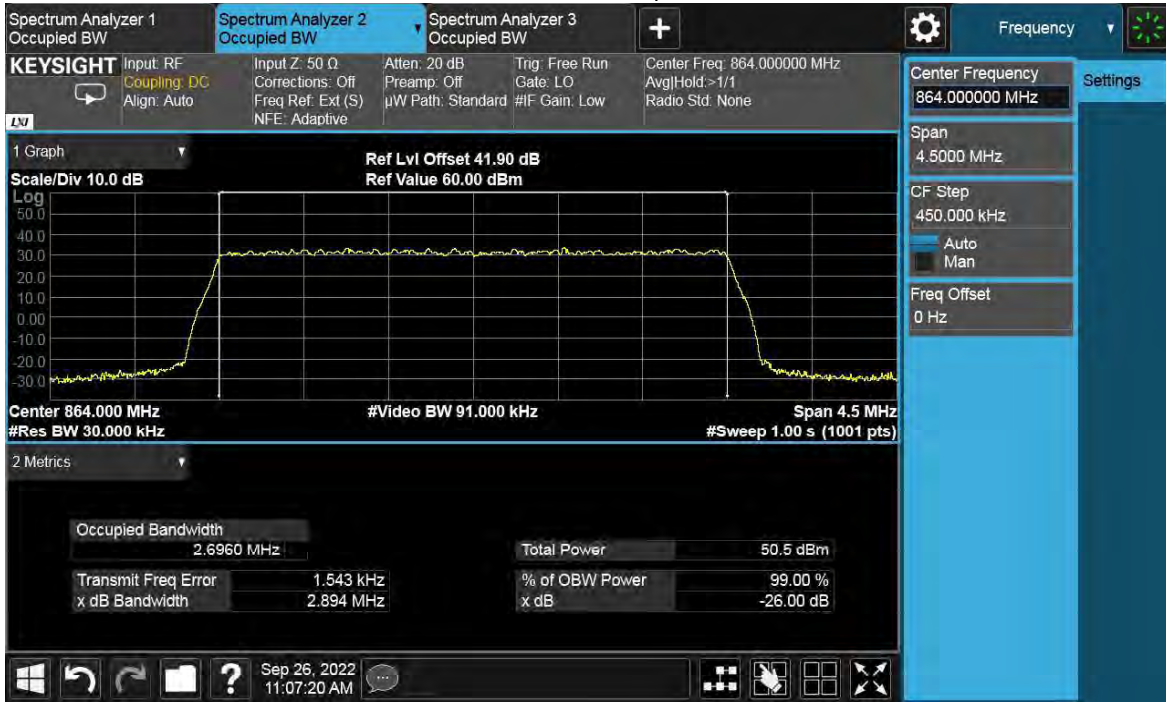 Spectrum Analyzer 1
Occupied BW
Spectrum Analyzer 2
Occupied BW
Spectrum Analyzer 3
Occupied BW
+
Frequency
KEYSIGHT
LXI
Input: RF
Coupling: DC
Align: Auto
Input Z: 50 Ω
Corrections: Off
Freq Ref: Ext (S)
NFE: Adaptive
Atten: 20 dB
Preamp: Off
µW Path: Standard
Trig: Free Run
Gate: LO
#IF Gain: Low
Center Freq: 864.000000 MHz
Avg|Hold:>1/1
Radio Std: None
Center Frequency
864.000000 MHz
Settings
Span
4.5000 MHz
CF Step
450.000 kHz
Auto
Man
Freq Offset
0 Hz
1 Graph
Scale/Div 10.0 dB
Ref Lvl Offset 41.90 dB
Ref Value 60.00 dBm
Log
50.0
40.0
30.0
20.0
10.0
0.00
-10.0
-20.0
-30.0
Center 864.000 MHz
#Video BW 91.000 kHz
Span 4.5 MHz
#Res BW 30.000 kHz
#Sweep 1.00 s (1001 pts)
2 Metrics
Occupied Bandwidth
2.6960 MHz
Total Power 50.5 dBm
Transmit Freq Error 1.543 kHz
% of OBW Power 99.00 %
x dB Bandwidth 2.894 MHz
x dB -26.00 dB
?
Sep 26, 2022
11:07:20 AM